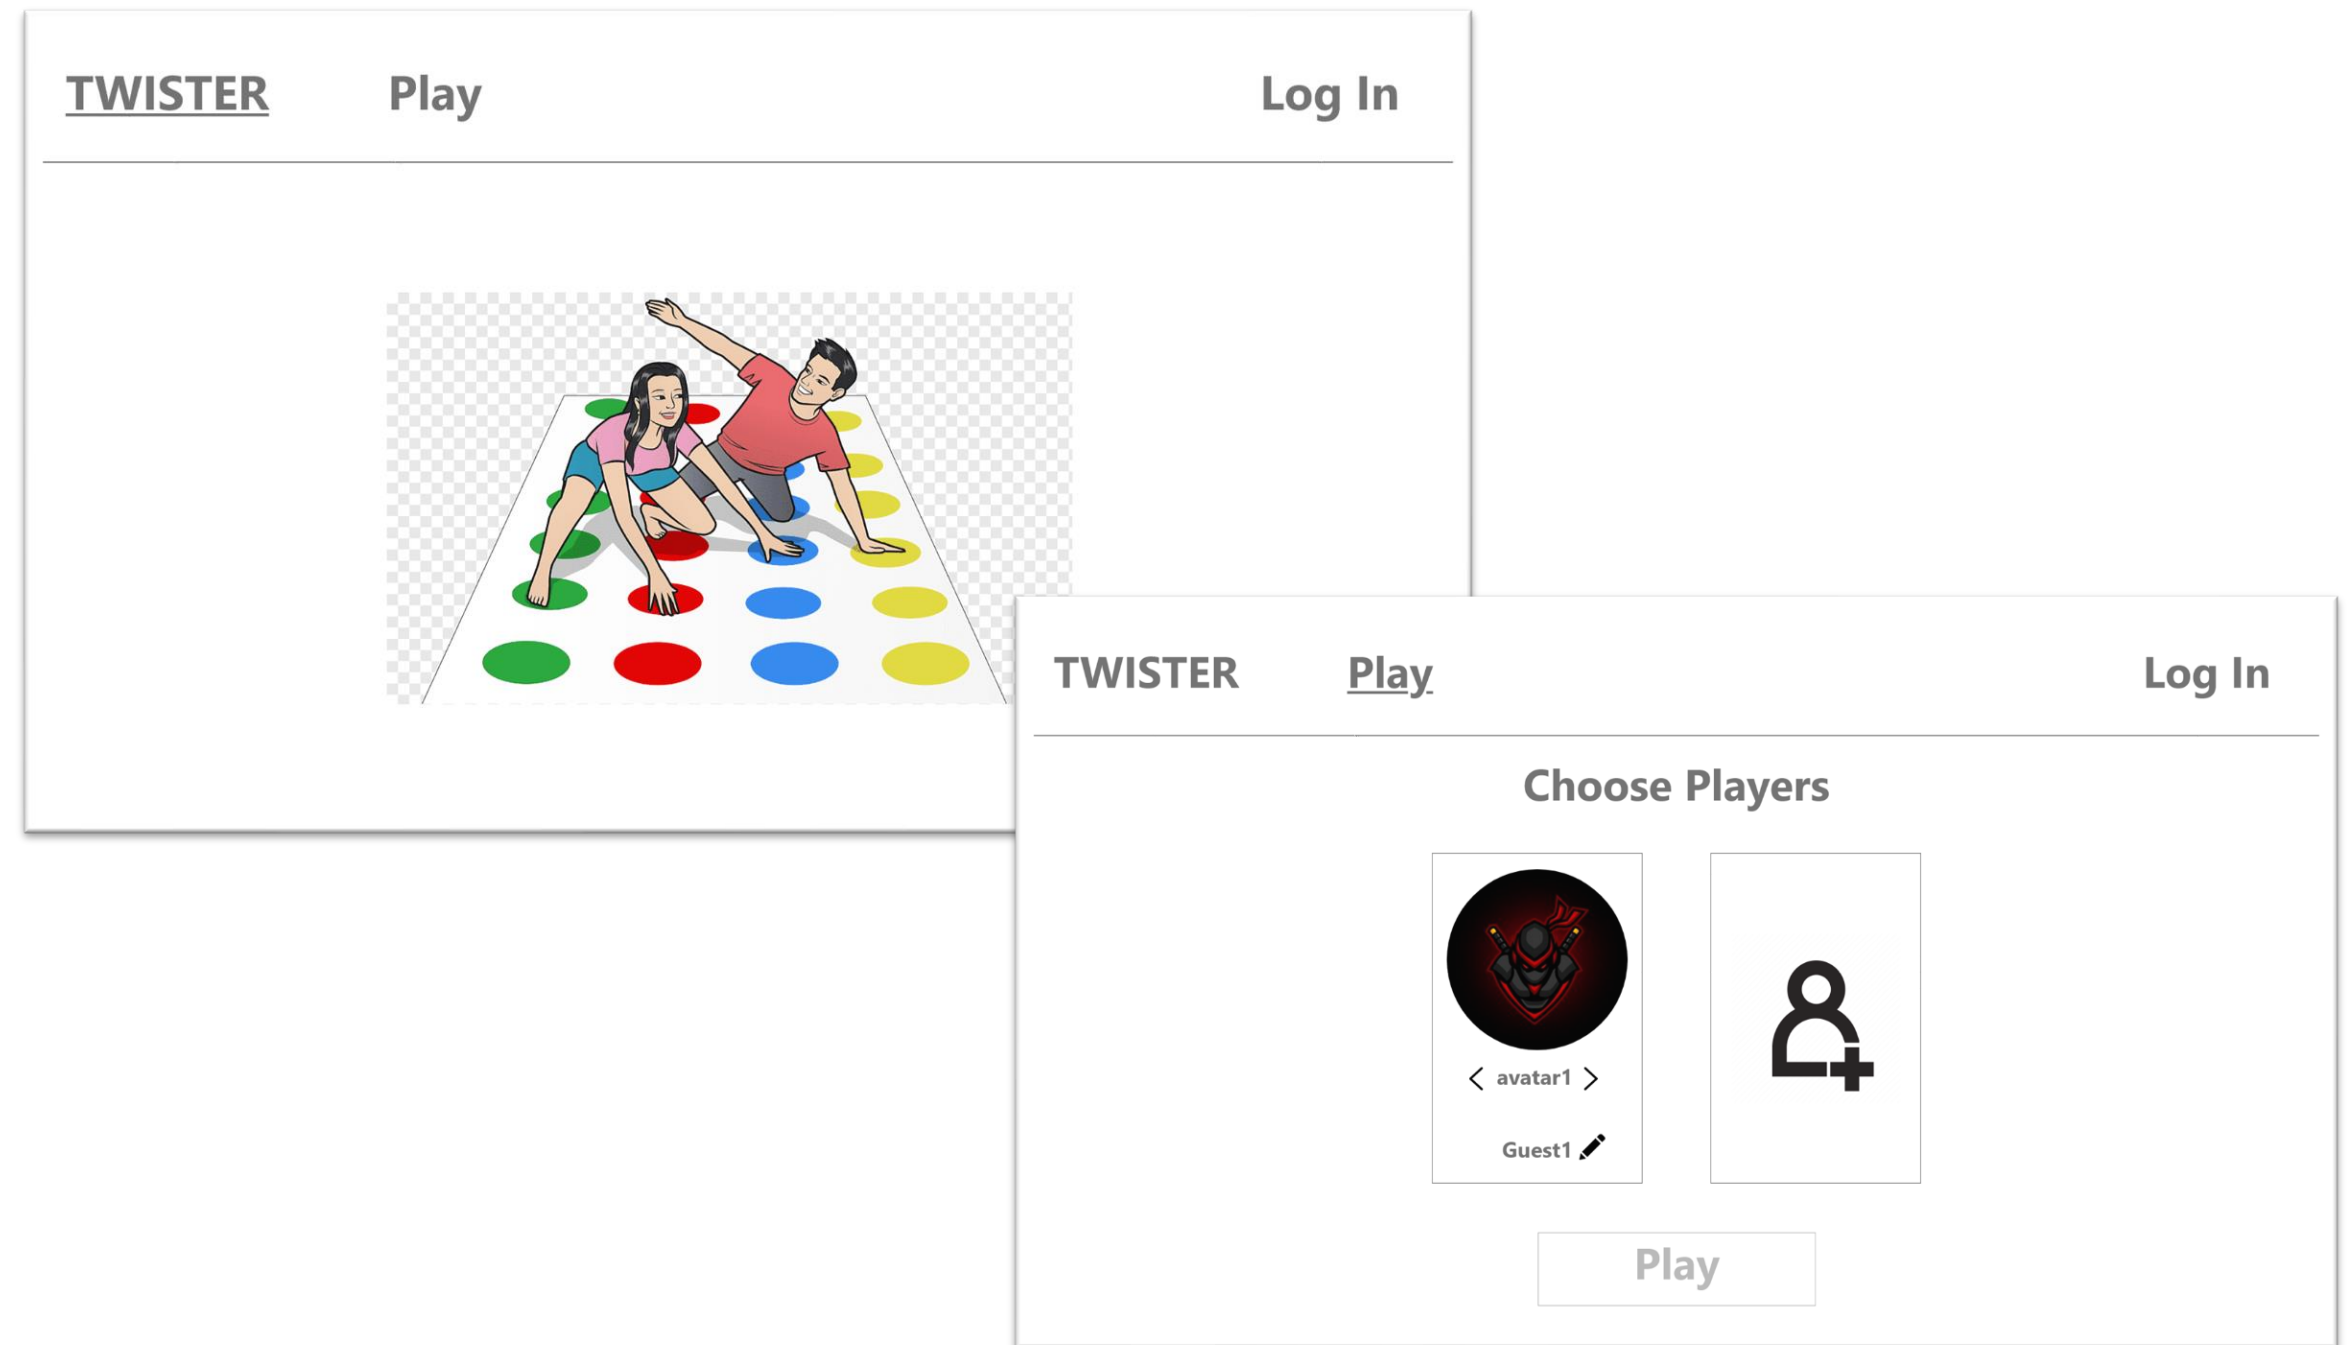 TWISTER Play Log In
TWISTER Play Log In
Choose Players
avatar1
Guest1
Play